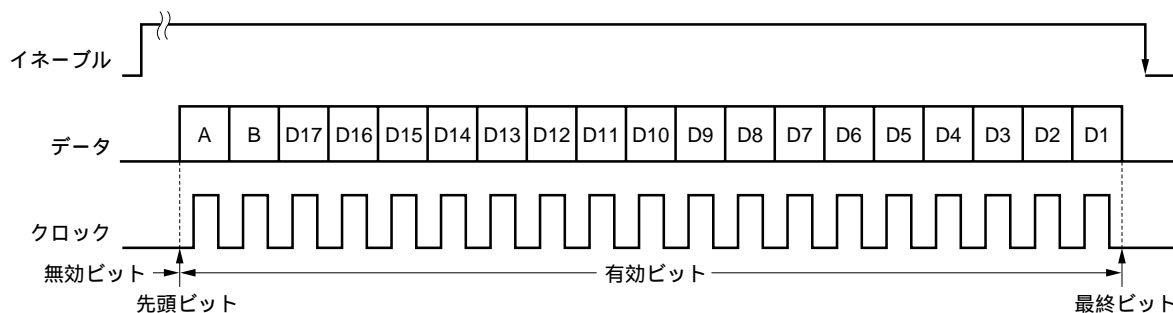 イネーブル
データ
A B D17 D16 D15 D14 D13 D12 D11 D10 D9 D8 D7 D6 D5 D4 D3 D2 D1
クロック
無効ビット
有効ビット
先頭ビット
最終ビット